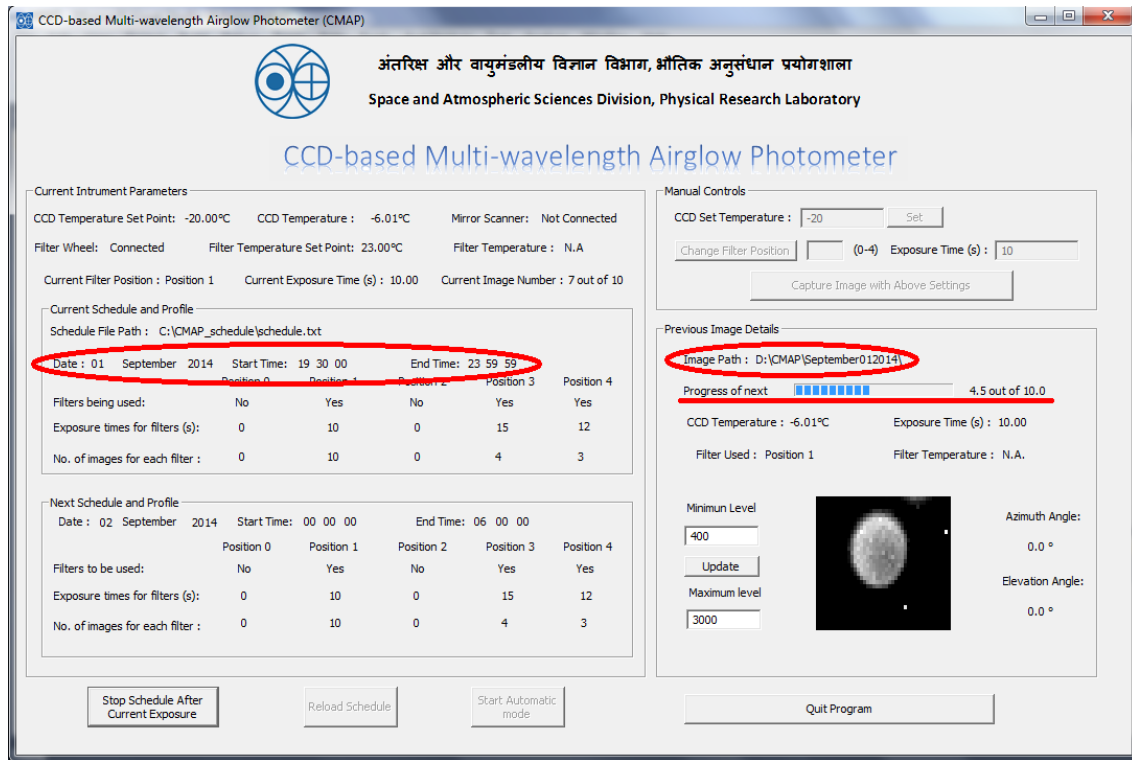 CCD-based Multi-wavelength Airglow Photometer (CMAP)
अंतरिक्ष और वायुमंडलीय विज्ञान विभाग, भौतिक अनुसंधान प्रयोगशाला
Space and Atmospheric Sciences Division, Physical Research Laboratory
CCD-based Multi-wavelength Airglow Photometer
Current Intrument Parameters
CCD Temperature Set Point: -20.00°C CCD Temperature : -6.01°C Mirror Scanner: Not Connected
Filter Wheel: Connected Filter Temperature Set Point: 23.00°C Filter Temperature : N.A
Current Filter Position : Position 1 Current Exposure Time (s) : 10.00 Current Image Number : 7 out of 10
Current Schedule and Profile
Schedule File Path : C:\CMAP_schedule\schedule.txt
Date : 01 September 2014 Start Time: 19 30 00 End Time: 23 59 59
Position 0 Position 1 Position 2 Position 3 Position 4
Filters being used: No Yes No Yes Yes
Exposure times for filters (s): 0 10 0 15 12
No. of images for each filter : 0 10 0 4 3
Next Schedule and Profile
Date : 02 September 2014 Start Time: 00 00 00 End Time: 06 00 00
Position 0 Position 1 Position 2 Position 3 Position 4
Filters to be used: No Yes No Yes Yes
Exposure times for filters (s): 0 10 0 15 12
No. of images for each filter : 0 10 0 4 3
Stop Schedule After
Current Exposure
Reload Schedule
Start Automatic
mode
Manual Controls
CCD Set Temperature : -20 Set
Change Filter Position (0-4) Exposure Time (s) : 10
Capture Image with Above Settings
Previous Image Details
Image Path : D:\CMAP\September012014\
Progress of next 4.5 out of 10.0
CCD Temperature : -6.01°C Exposure Time (s) : 10.00
Filter Used : Position 1 Filter Temperature : N.A.
Minimun Level
400
Update
Maximum level
3000
Azimuth Angle:
0.0 °
Elevation Angle:
0.0 °
Quit Program